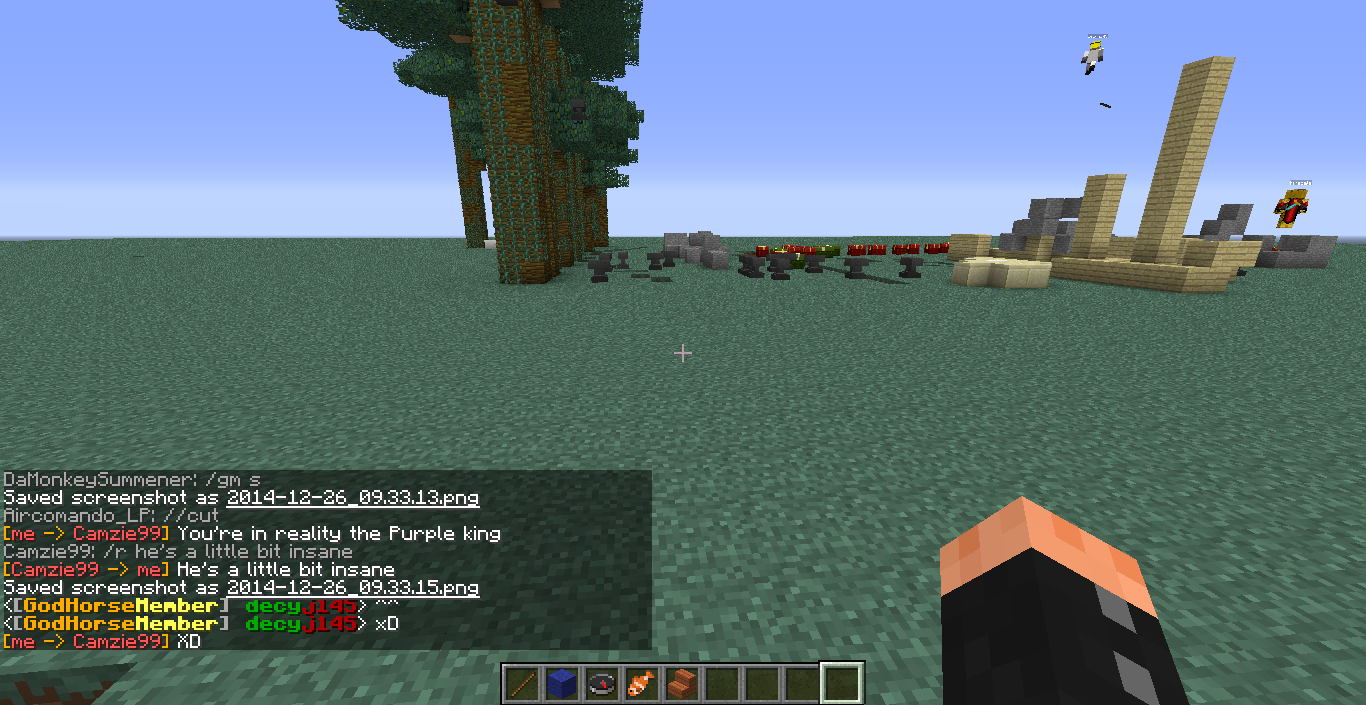 DaMonkeySummener: /gm s
Saved screenshot as 2014-12-26_09.33.13.png
Aircomando_LP: //cut
[me -> Camzie99] You're in reality the Purple king
Camzie99: /r he's a little bit insane
[Camzie99 -> me] He's a little bit insane
Saved screenshot as 2014-12-26_09.33.15.png
<[GodHorseMember] decyj145> ^^
<[GodHorseMember] decyj145> xD
[me -> Camzie99] XD